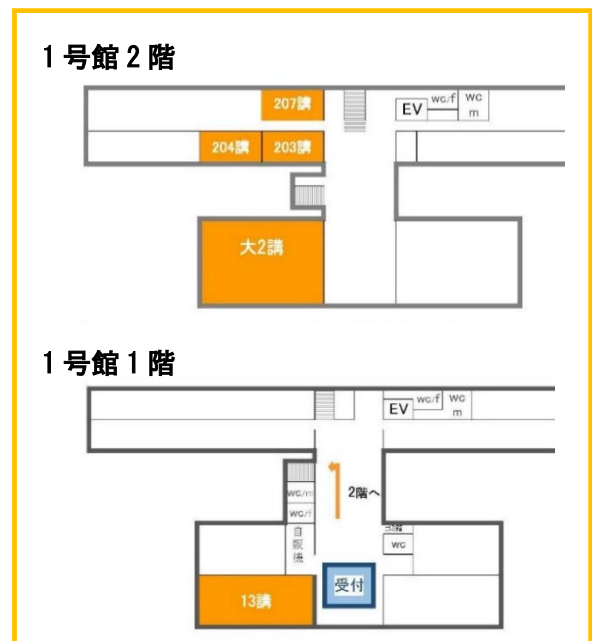 1号館2階
207講
EV
wc/f
WC
m
204講
203講
大2講
1号館1階
EV
wc/f
WC
m
2階へ
wc/m
wc/f
自
販
機
wc
受付
13講